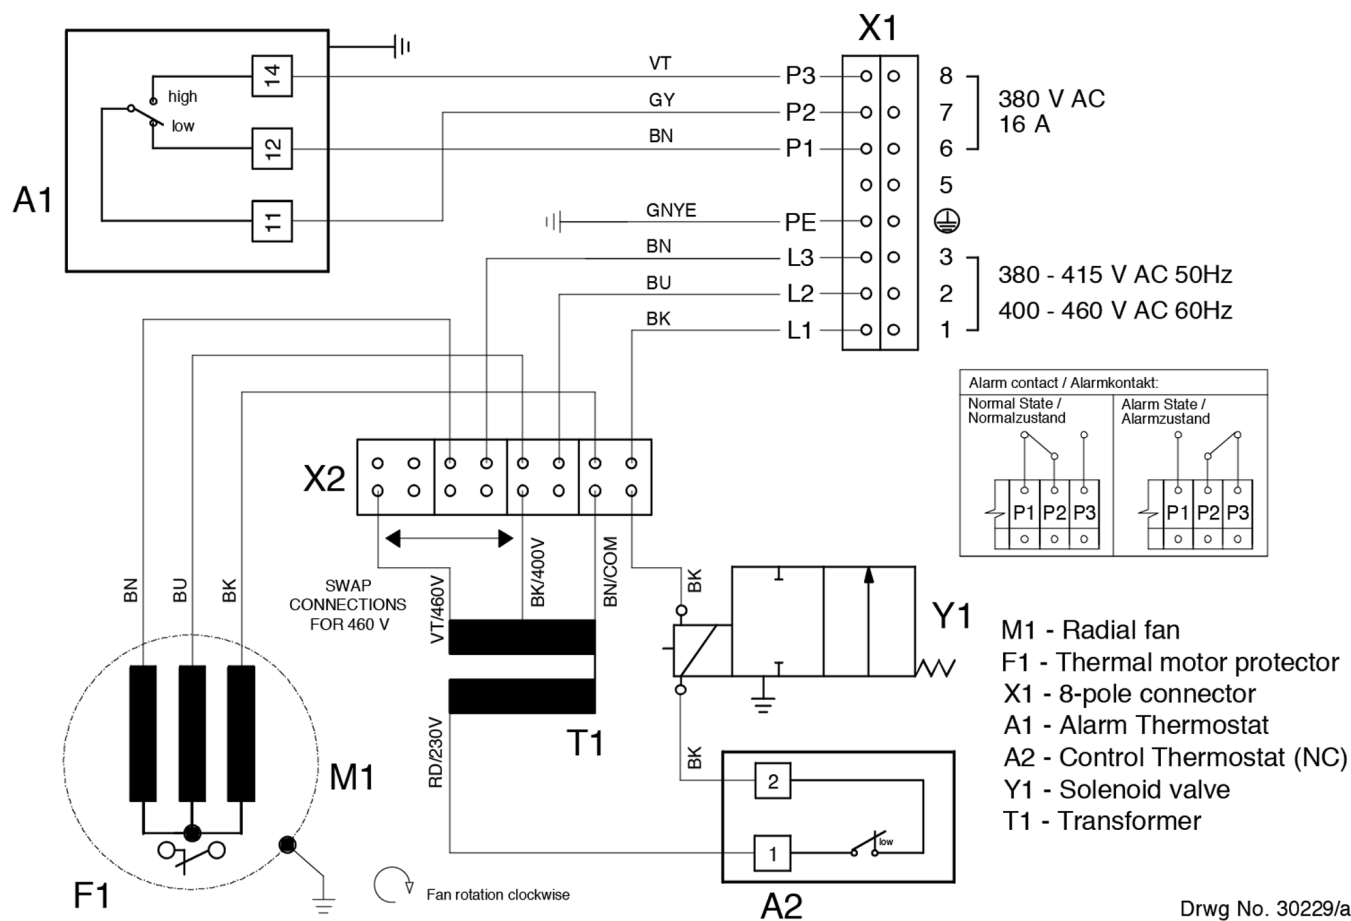 X1
A1
high
low
14
12
11
VT
GY
BN
GNYE
BN
BU
BK
P3
P2
P1
PE
L3
L2
L1
8
7
6
5
3
2
1
380 V AC
16 A
380 - 415 V AC 50Hz
400 - 460 V AC 60Hz
Alarm contact / Alarmkontakt:
Normal State /
Normalzustand
P1 P2 P3
Alarm State /
Alarmzustand
P1 P2 P3
X2
SWAP
CONNECTIONS
FOR 460 V
VT/460V
BK/400V
BN/COM
BK
RD/230V
T1
BN
BU
BK
M1
F1
Fan rotation clockwise
Y1
BK
2
1
low
A2
M1 - Radial fan
F1 - Thermal motor protector
X1 - 8-pole connector
A1 - Alarm Thermostat
A2 - Control Thermostat (NC)
Y1 - Solenoid valve
T1 - Transformer
Drwg No. 30229/a